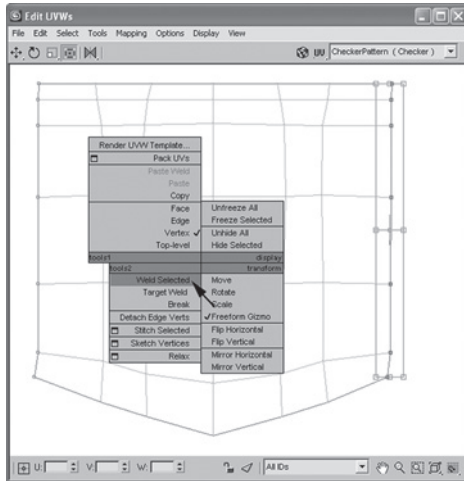 Edit UVWs
File Edit Select Tools Mapping Options Display View
UV CheckerPattern ( Checker )
Render UVW Template...
Pack UVs
Paste Weld
Paste
Copy
Face
Edge
Vertex
Top-level
tools1
Unfreeze All
Freeze Selected
Unhide All
Hide Selected
display
tools2
Weld Selected
Target Weld
Break
Detach Edge Verts
Stitch Selected
Sketch Vertices
Relax
transform
Move
Rotate
Scale
Freeform Gizmo
Flip Horizontal
Flip Vertical
Mirror Horizontal
Mirror Vertical
U: V: W: All IDs